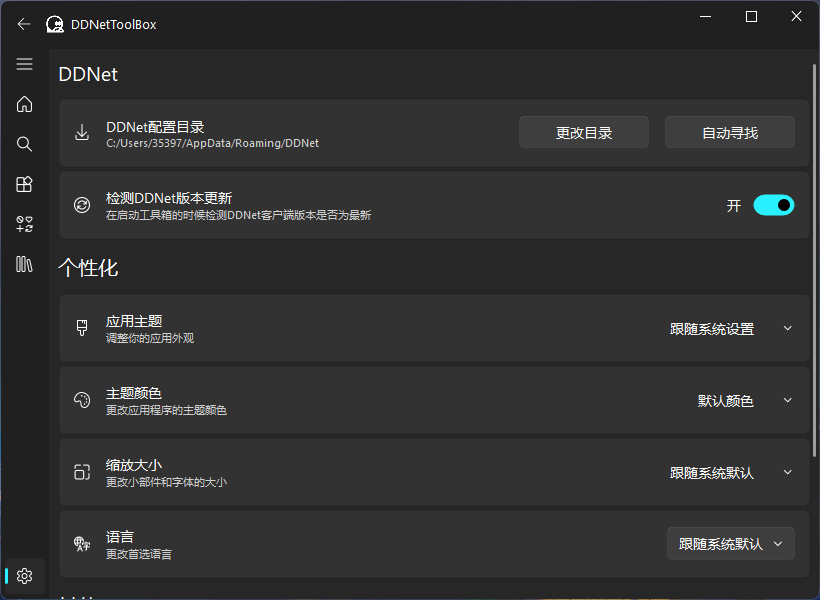 DDNetToolBox
DDNet
DDNet配置目录
C:/Users/35397/AppData/Roaming/DDNet
更改目录
自动寻找
检测DDNet版本更新
在启动工具箱的时候检测DDNet客户端版本是否为最新
开
个性化
应用主题
调整你的应用外观
跟随系统设置
主题颜色
更改应用程序的主题颜色
默认颜色
缩放大小
更改小部件和字体的大小
跟随系统默认
语言
更改首选语言
跟随系统默认